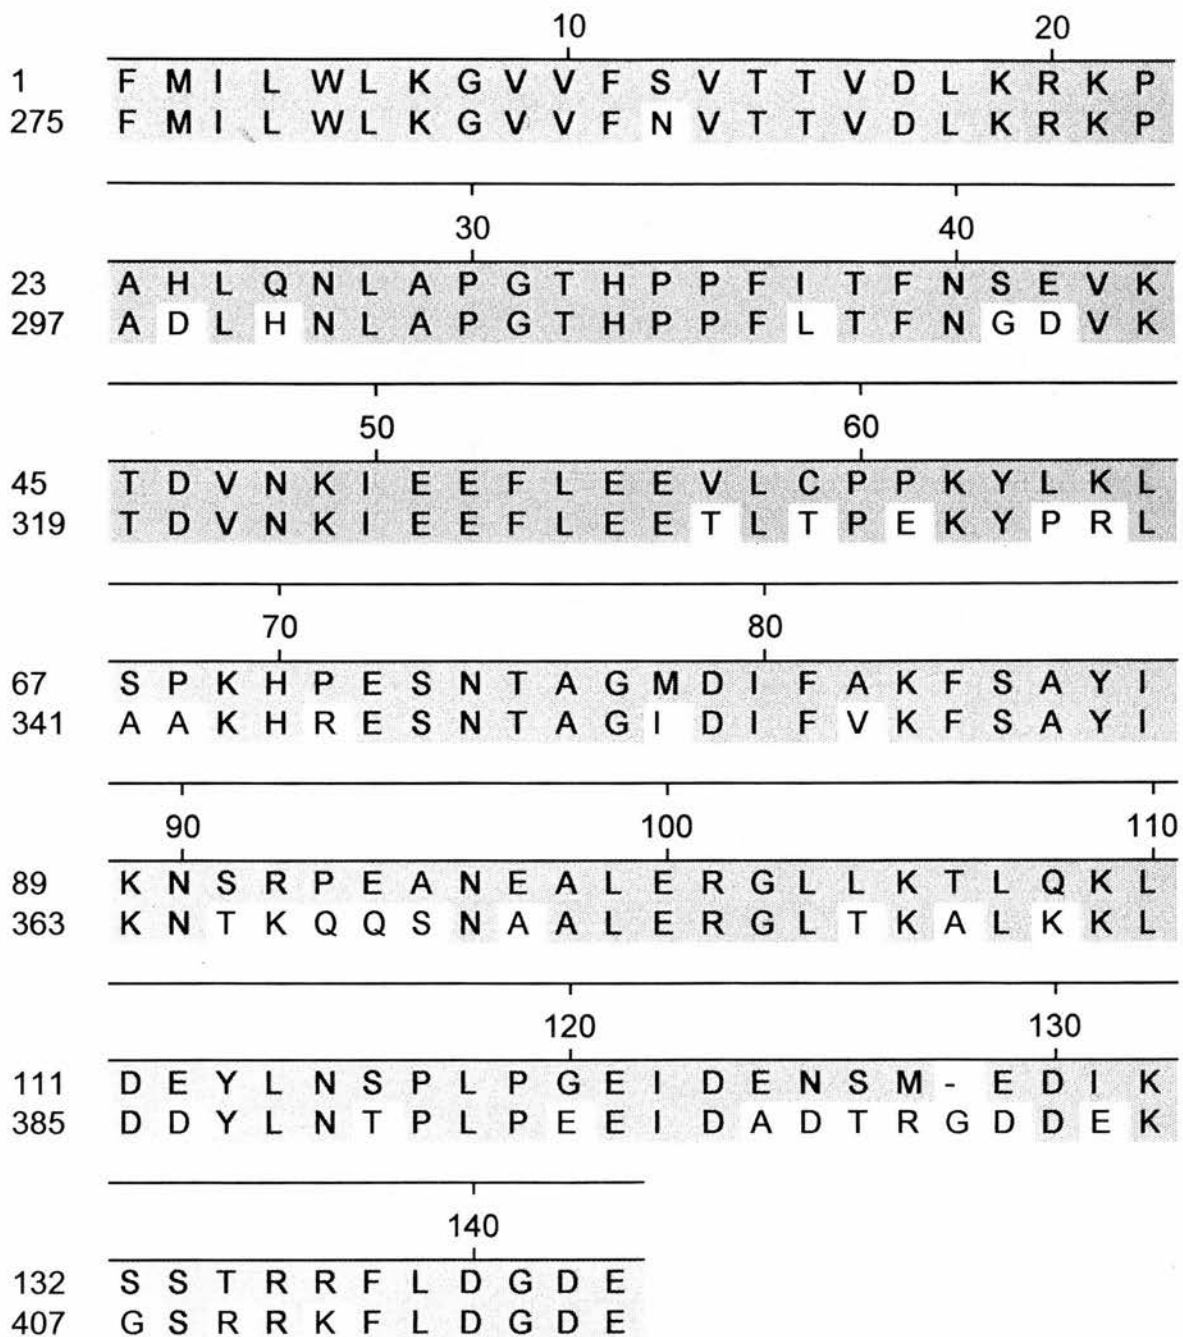 10 20
1 F M I L W L K G V V F S V T T V D L K R K P
275 F M I L W L K G V V F N V T T V D L K R K P
30 40
23 A H L Q N L A P G T H P P F I T F N S E V K
297 A D L H N L A P G T H P P F L T F N G D V K
50 60
45 T D V N K I E E F L E E V L C P P K Y L K L
319 T D V N K I E E F L E E T L T P E K Y P R L
70 80
67 S P K H P E S N T A G M D I F A K F S A Y I
341 A A K H R E S N T A G I D I F V K F S A Y I
90 100 110
89 K N S R P E A N E A L E R G L L K T L Q K L
363 K N T K Q Q S N A A L E R G L T K A L K K L
120 130
111 D E Y L N S P L P G E I D E N S M - E D I K
385 D D Y L N T P L P E E I D A D T R G D D E K
140
132 S S T R R F L D G D E
407 G S R R K F L D G D E